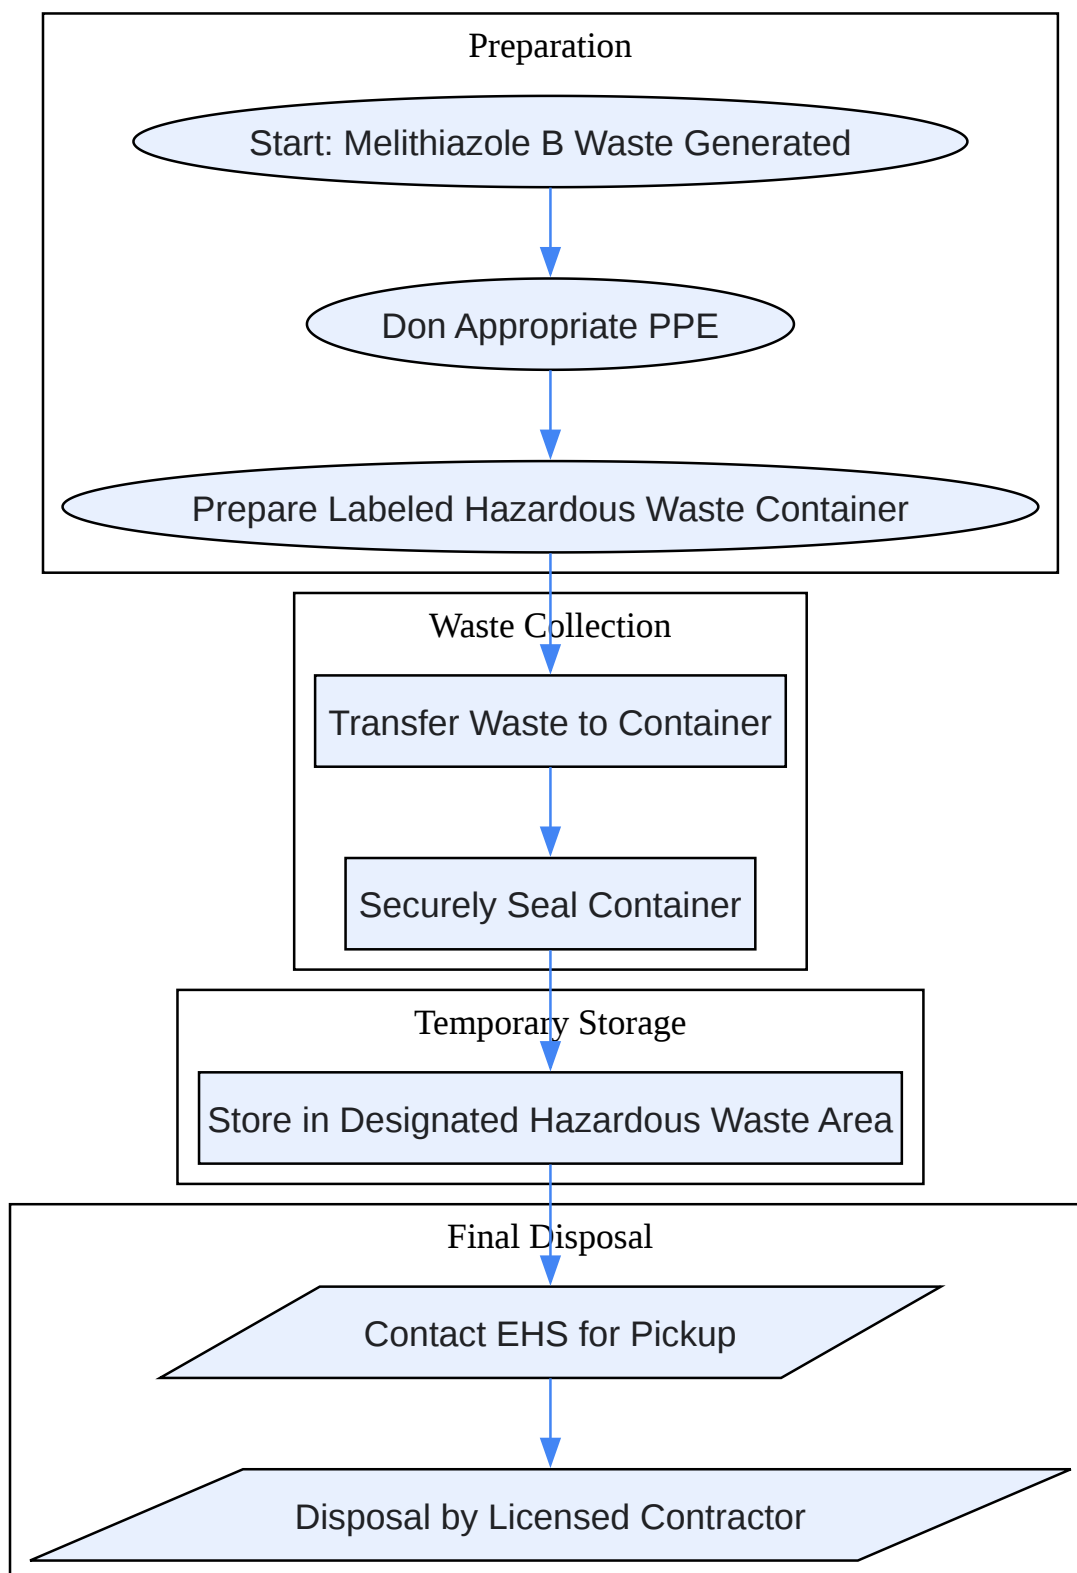 Preparation
Start: Melithiazole B Waste Generated
Don Appropriate PPE
Prepare Labeled Hazardous Waste Container
Waste Collection
Transfer Waste to Container
Securely Seal Container
Temporary Storage
Store in Designated Hazardous Waste Area
Final Disposal
Contact EHS for Pickup
Disposal by Licensed Contractor